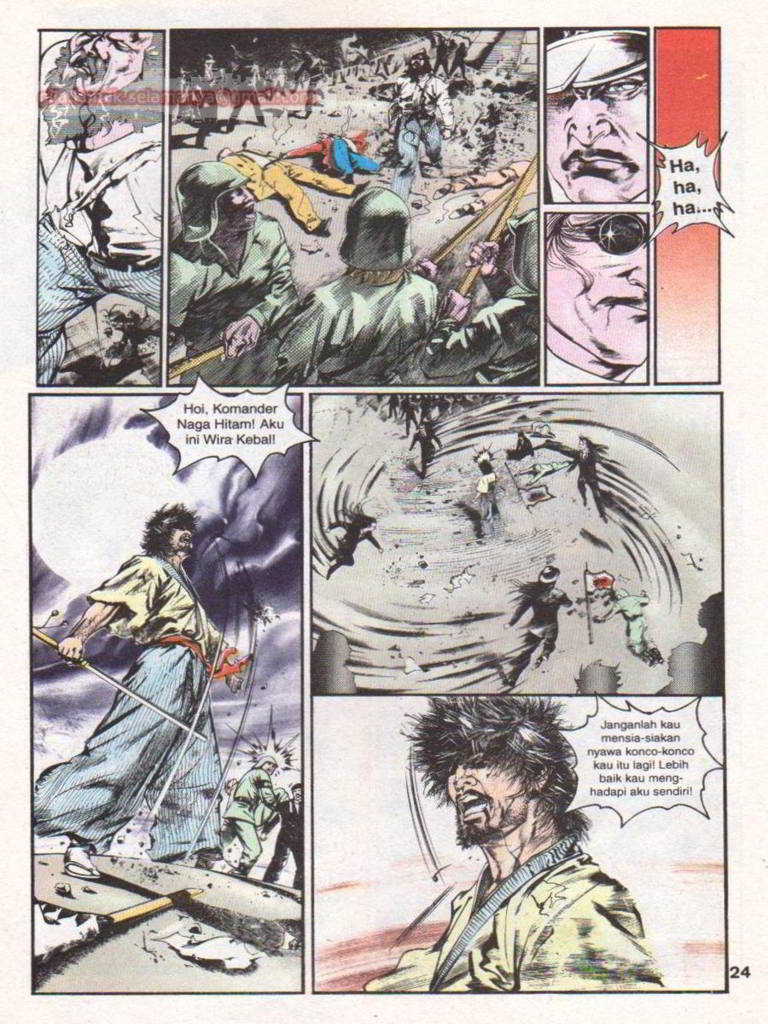 Ha,
ha,
ha...
Hoi, Komander
Naga Hitam! Aku
ini Wira Kebal!
Janganlah kau
mensia-siakan
nyawa konco-konco
kau itu lagi! Lebih
baik kau meng-
hadapi aku sendiri!
24